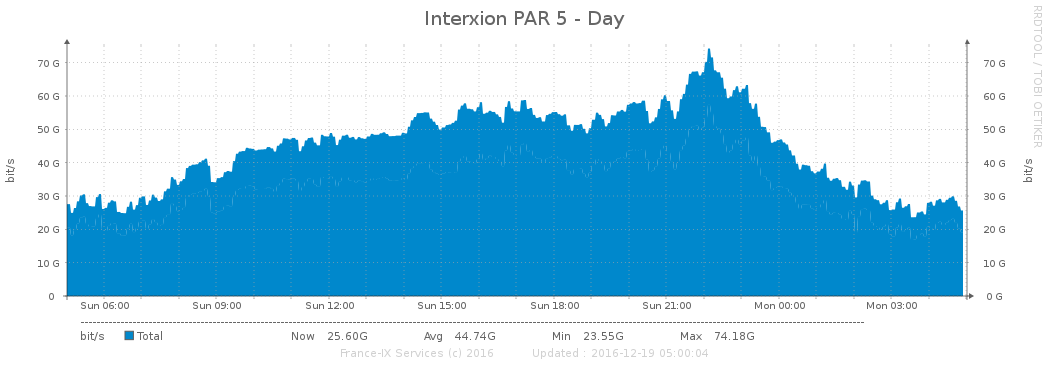 Interxion PAR 5 - Day
RRDTOOL / TOBI OETIKER
bit/s
70 G
60 G
50 G
40 G
30 G
20 G
10 G
0
70 G
60 G
50 G
40 G
30 G
20 G
10 G
0 G
bit/s
Sun 06:00 Sun 09:00 Sun 12:00 Sun 15:00 Sun 18:00 Sun 21:00 Mon 00:00 Mon 03:00
bit/s Total Now 25.60G Avg 44.74G Min 23.55G Max 74.18G
France-IX Services (c) 2016 Updated : 2016-12-19 05:00:04